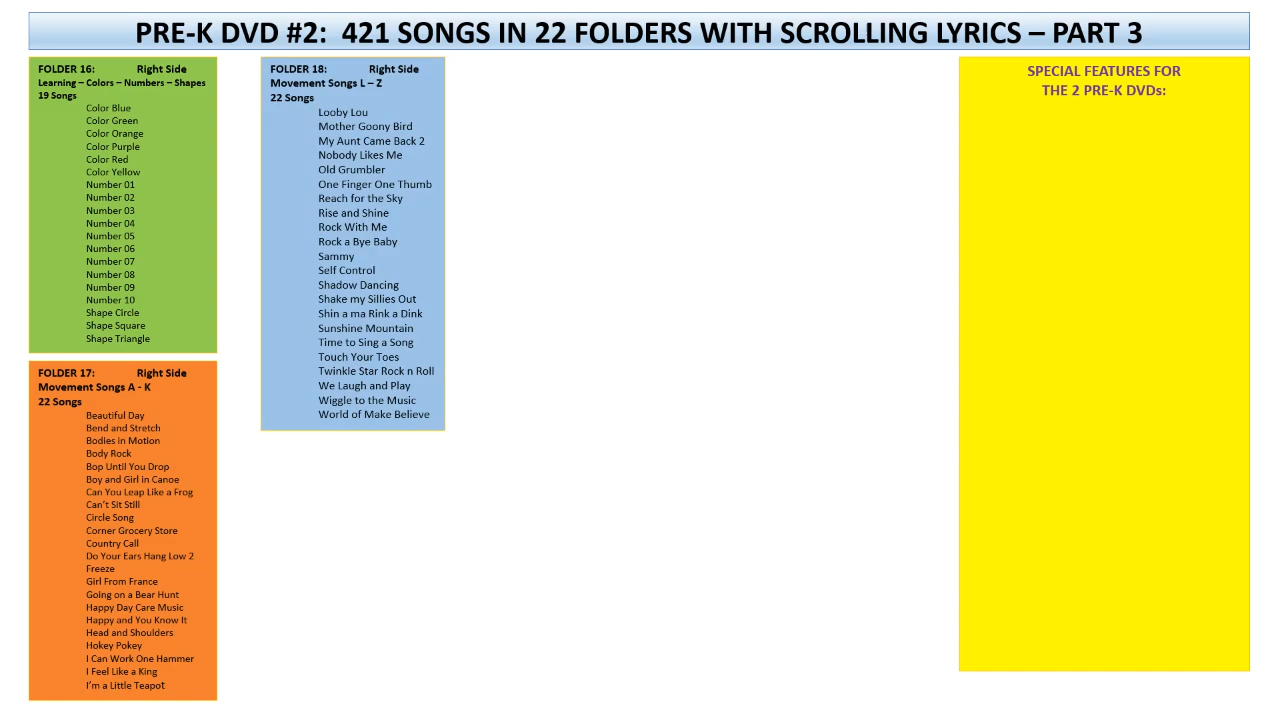 PRE-K DVD #2: 421 SONGS IN 22 FOLDERS WITH SCROLLING LYRICS – PART 3
FOLDER 16: Right Side
Learning – Colors – Numbers – Shapes
19 Songs
Color Blue
Color Green
Color Orange
Color Purple
Color Red
Color Yellow
Number 01
Number 02
Number 03
Number 04
Number 05
Number 06
Number 07
Number 08
Number 09
Number 10
Shape Circle
Shape Square
Shape Triangle
FOLDER 17: Right Side
Movement Songs A - K
22 Songs
Beautiful Day
Bend and Stretch
Bodies in Motion
Body Rock
Bop Until You Drop
Boy and Girl in Canoe
Can You Leap Like a Frog
Can't Sit Still
Circle Song
Corner Grocery Store
Country Call
Do Your Ears Hang Low 2
Freeze
Girl From France
Going on a Bear Hunt
Happy Day Care Music
Happy and You Know It
Head and Shoulders
Hokey Pokey
I Can Work One Hammer
I Feel Like a King
I'm a Little Teapot
FOLDER 18: Right Side
Movement Songs L – Z
22 Songs
Looby Lou
Mother Goony Bird
My Aunt Came Back 2
Nobody Likes Me
Old Grumbler
One Finger One Thumb
Reach for the Sky
Rise and Shine
Rock With Me
Rock a Bye Baby
Sammy
Self Control
Shadow Dancing
Shake my Sillies Out
Shin a ma Rink a Dink
Sunshine Mountain
Time to Sing a Song
Touch Your Toes
Twinkle Star Rock n Roll
We Laugh and Play
Wiggle to the Music
World of Make Believe
SPECIAL FEATURES FOR
THE 2 PRE-K DVDs: